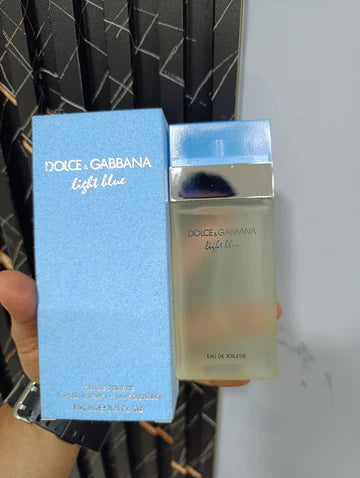 DOLCE & GABBANA
light blue
DOLCE & GABBANA
light blue
EAU DE TOILETTE